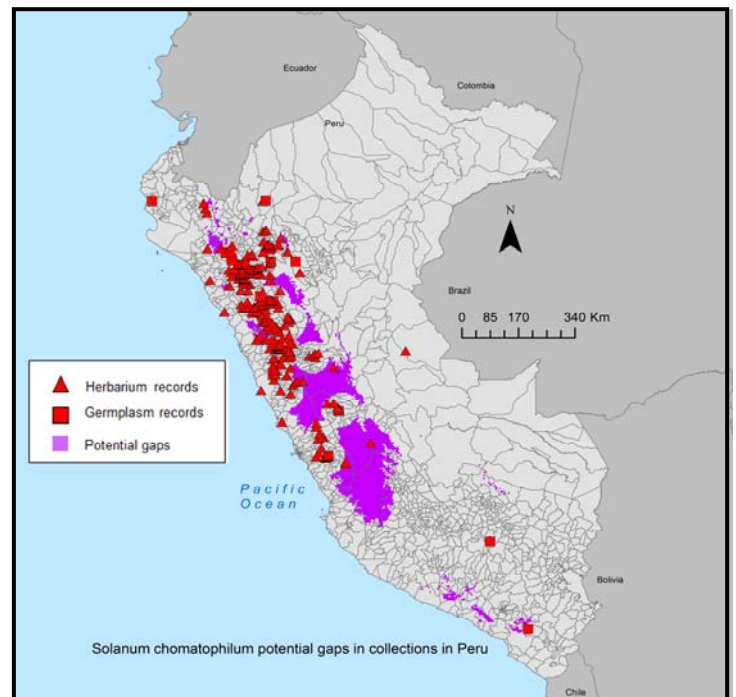 Ecuador
Colombia
Peru
N
Brazil
0 85 170 340 Km
Herbarium records
Germplasm records
Potential gaps
Pacific
Ocean
Bolivia
Solanum chomatophilum potential gaps in collections in Peru
Chile